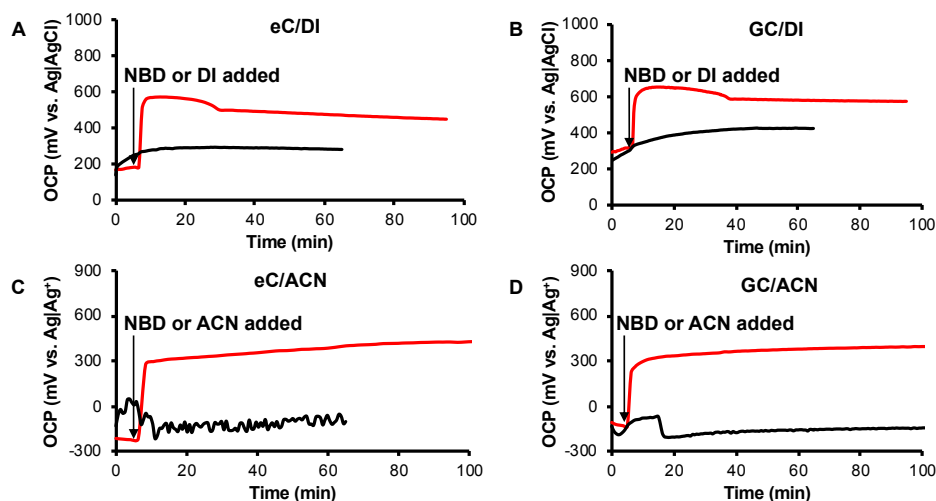 A
eC/DI
1000
800
600
400
200
0
OCP (mV vs. Ag|AgCl)
NBD or DI added
0 20 40 60 80 100
Time (min)
B
GC/DI
1000
800
600
400
200
0
OCP (mV vs. Ag|AgCl)
NBD or DI added
0 20 40 60 80 100
Time (min)
C
eC/ACN
900
600
300
0
-300
OCP (mV vs. Ag|Ag⁺)
NBD or ACN added
0 20 40 60 80 100
Time (min)
D
GC/ACN
900
600
300
0
-300
OCP (mV vs. Ag|Ag⁺)
NBD or ACN added
0 20 40 60 80 100
Time (min)